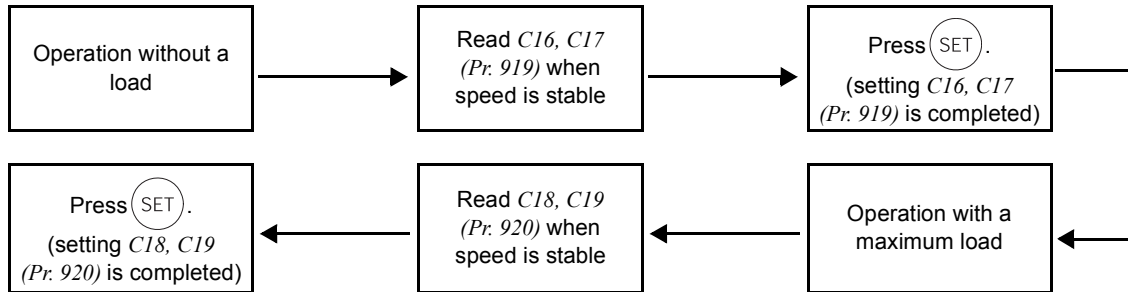 Operation without a
load
Read C16, C17
(Pr. 919) when
speed is stable
Press SET.
(setting C16, C17
(Pr. 919) is completed)
Operation with a
maximum load
Read C18, C19
(Pr. 920) when
speed is stable
Press SET.
(setting C18, C19
(Pr. 920) is completed)